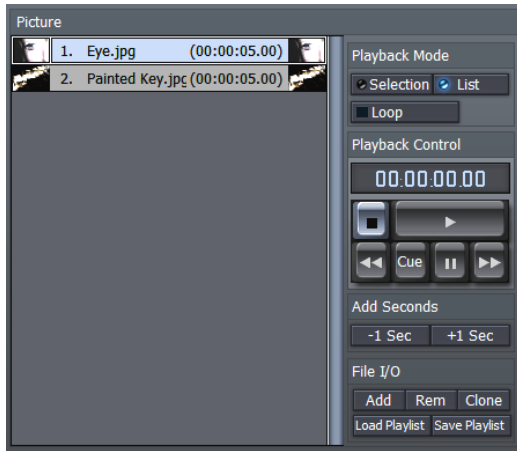 Picture
1. Eye.jpg (00:00:05.00)
2. Painted Key.jpg (00:00:05.00)
Playback Mode
Selection List
Loop
Playback Control
00:00:00.00
Cue
Add Seconds
-1 Sec +1 Sec
File I/O
Add Rem Clone
Load Playlist Save Playlist